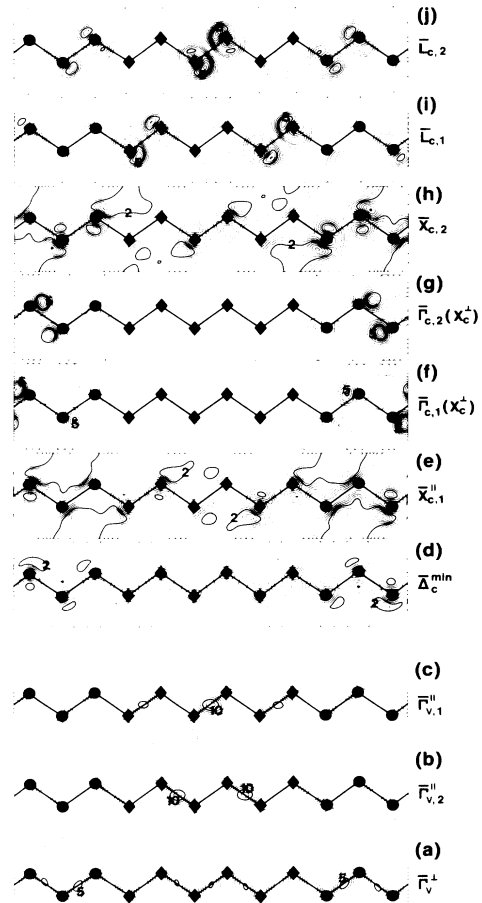 (j)
L̄c,2
(i)
L̄c,1
(h)
X̄c,2
2
2
(g)
Γ̄c,2(Xc⊥)
(f)
Γ̄c,1(Xc⊥)
5
5
(e)
X̄c,1∥
2
2
(d)
Δ̄cmin
2
2
(c)
Γ̄v,1∥
10
(b)
Γ̄v,2∥
10
10
(a)
Γ̄v⊥
5
5